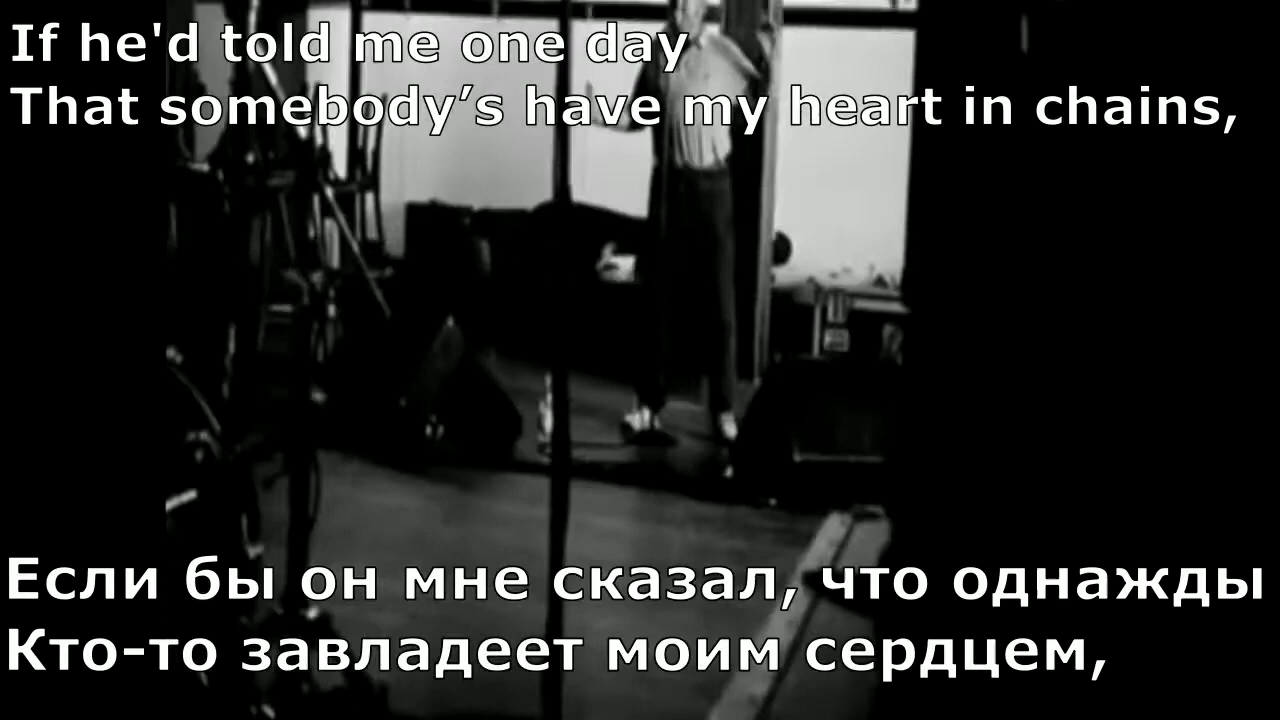 If he'd told me one day
That somebody’s have my heart in chains,
Если бы он мне сказал, что однажды
Кто-то завладеет моим сердцем,